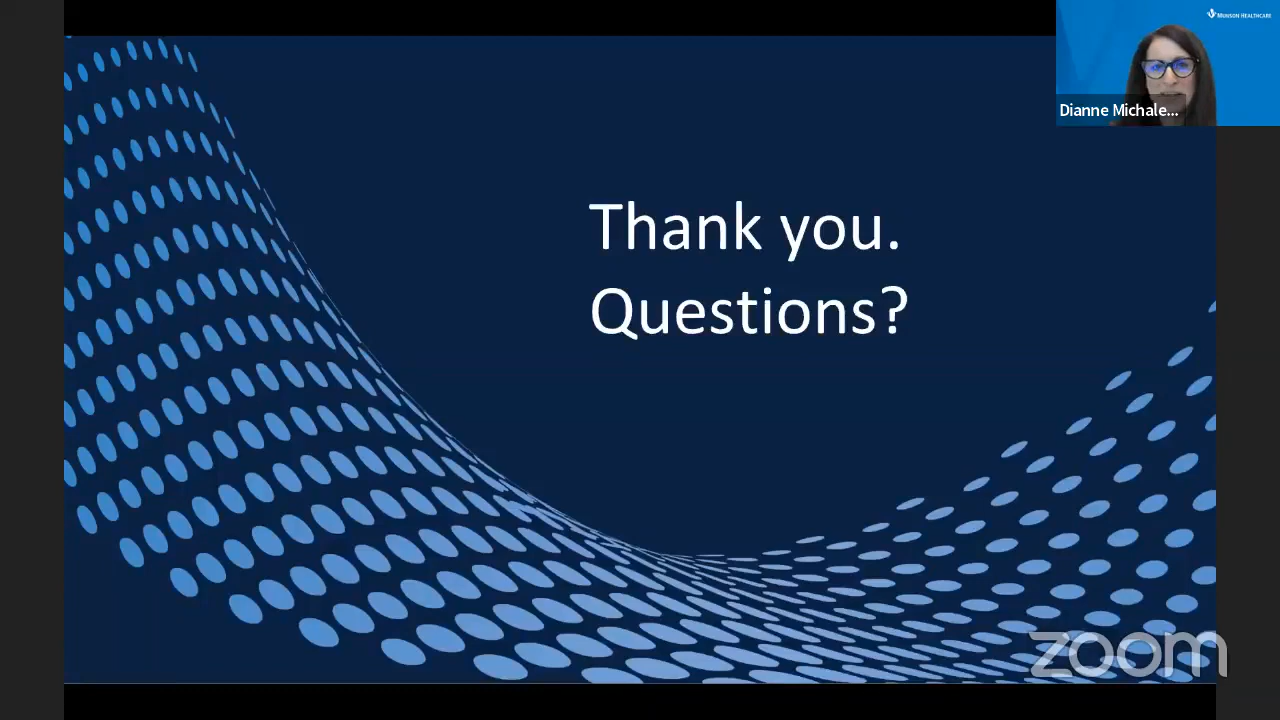 MUNSON HEALTHCARE
Dianne Michale...
Thank you.
Questions?
zoom